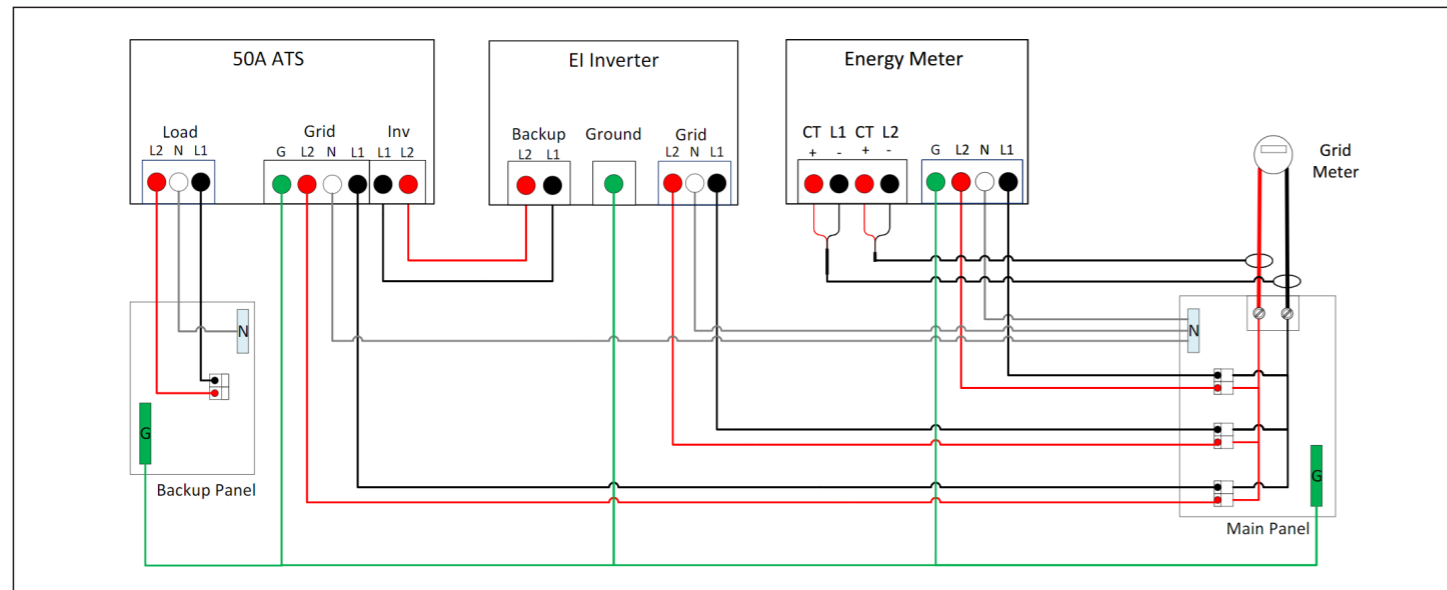 50A ATS
EI Inverter
Energy Meter
Load
Grid
Inv
L2 N L1
G L2 N L1 L1 L2
Backup
Ground
Grid
L2 L1
L2 N L1
CT L1 CT L2
+ - + -
G L2 N L1
Grid
Meter
N
N
G
G
Backup Panel
Main Panel